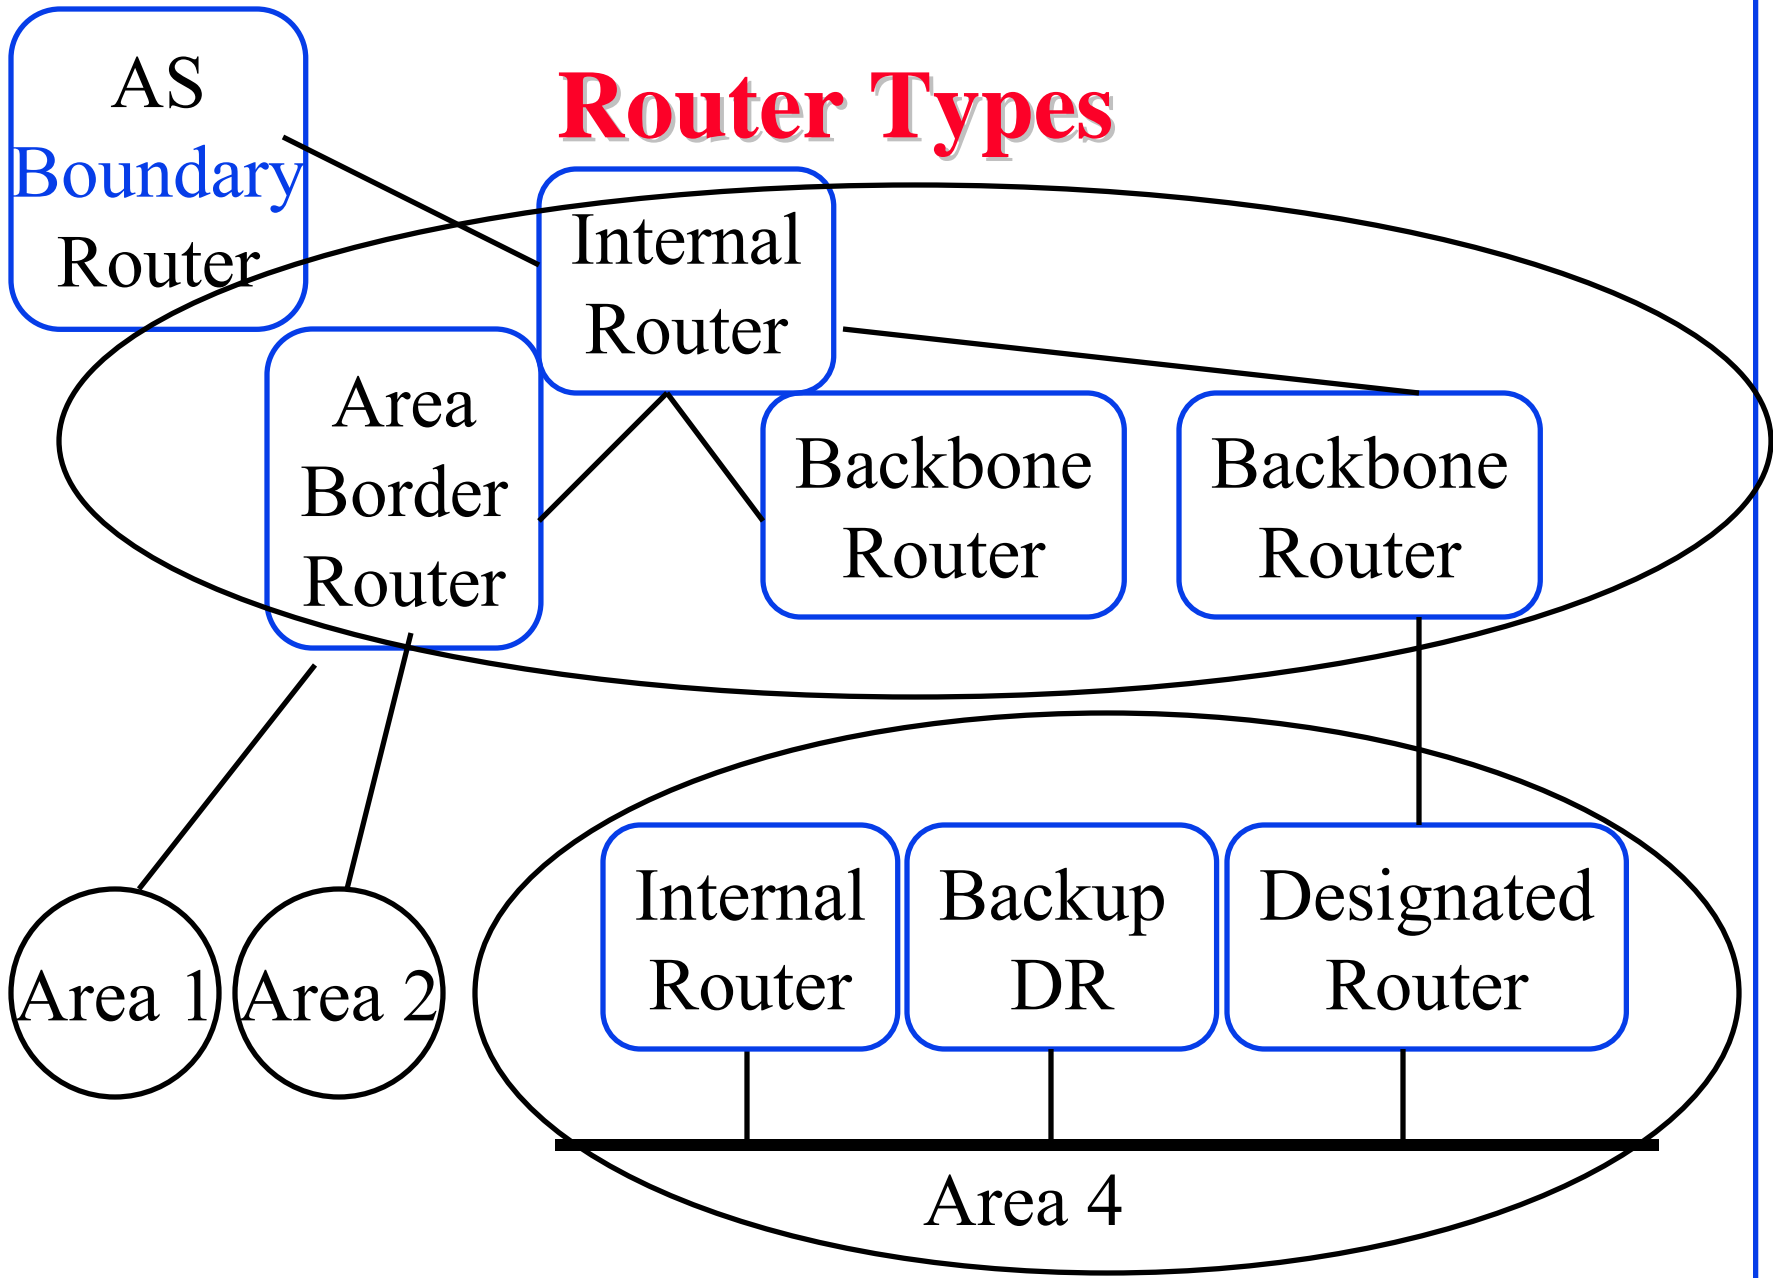 Router Types
AS
Boundary
Router
Internal
Router
Area
Border
Router
Backbone
Router
Backbone
Router
Area 1
Area 2
Internal
Router
Backup
DR
Designated
Router
Area 4